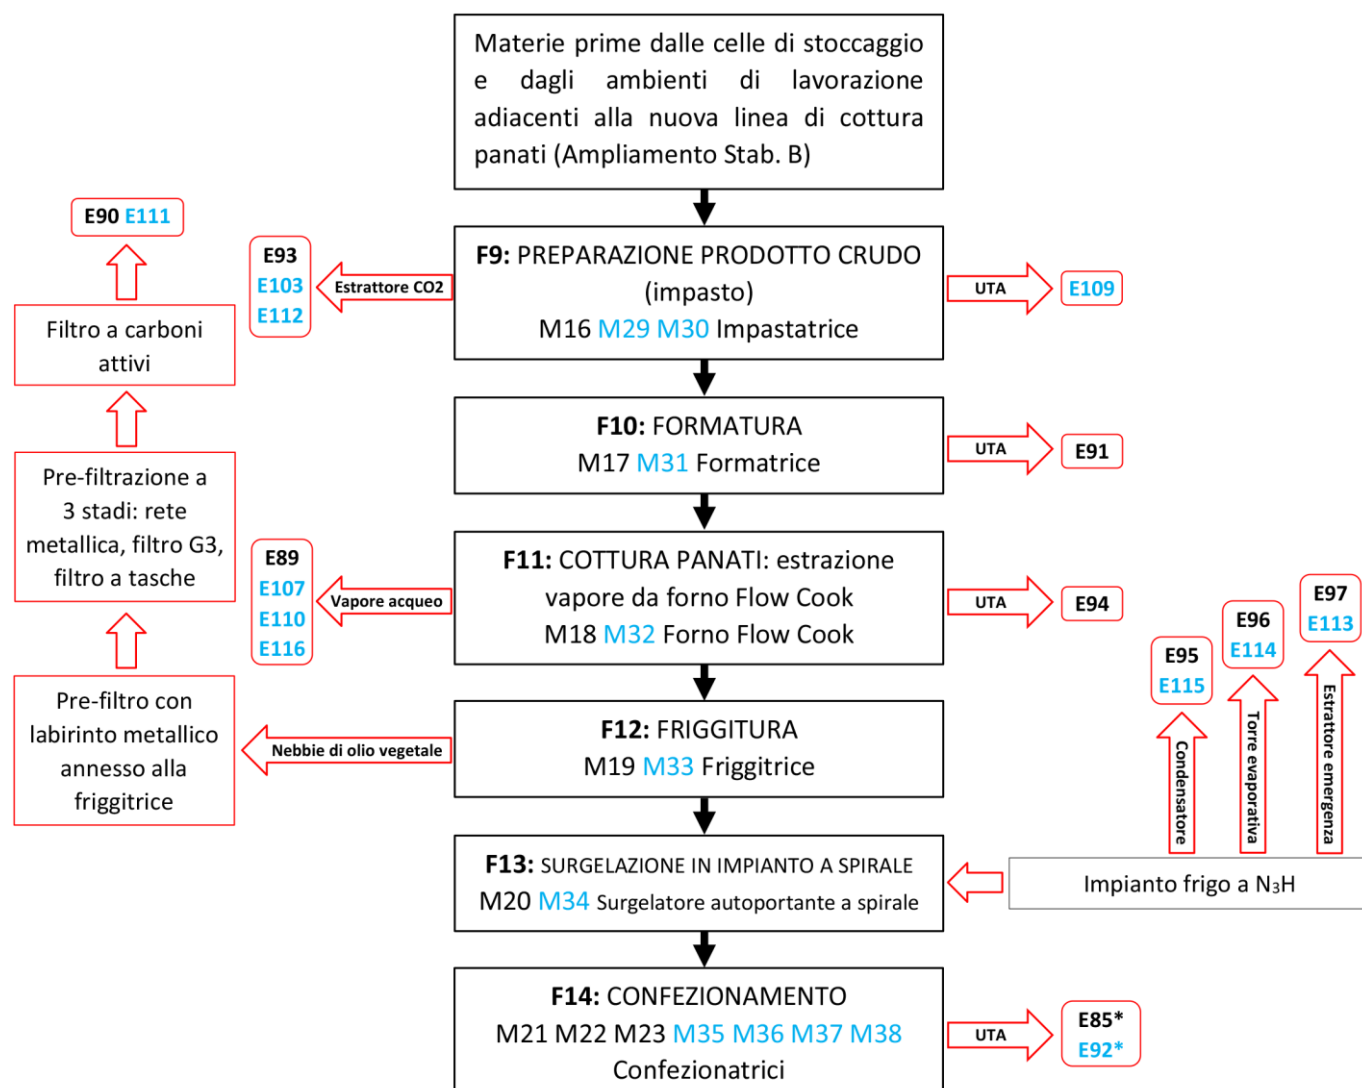 Materie prime dalle celle di stoccaggio
e dagli ambienti di lavorazione
adiacenti alla nuova linea di cottura
panati (Ampliamento Stab. B)
E90 E111
E93
E103
E112
Estrattore CO2
F9: PREPARAZIONE PRODOTTO CRUDO
(impasto)
M16 M29 M30 Impastatrice
UTA
E109
Filtro a carboni
attivi
F10: FORMATURA
M17 M31 Formatrice
UTA
E91
Pre-filtrazione a
3 stadi: rete
metallica, filtro G3,
filtro a tasche
E89
E107
E110
E116
Vapore acqueo
F11: COTTURA PANATI: estrazione
vapore da forno Flow Cook
M18 M32 Forno Flow Cook
UTA
E94
E95
E115
E96
E114
E97
E113
Condensatore
Torre evaporativa
Estrattore emergenza
Pre-filtro con
labirinto metallico
annesso alla
friggitrice
Nebbie di olio vegetale
F12: FRIGGITURA
M19 M33 Friggitrice
F13: SURGELAZIONE IN IMPIANTO A SPIRALE
M20 M34 Surgelatore autoportante a spirale
Impianto frigo a N3H
F14: CONFEZIONAMENTO
M21 M22 M23 M35 M36 M37 M38
Confezionatrici
UTA
E85*
E92*